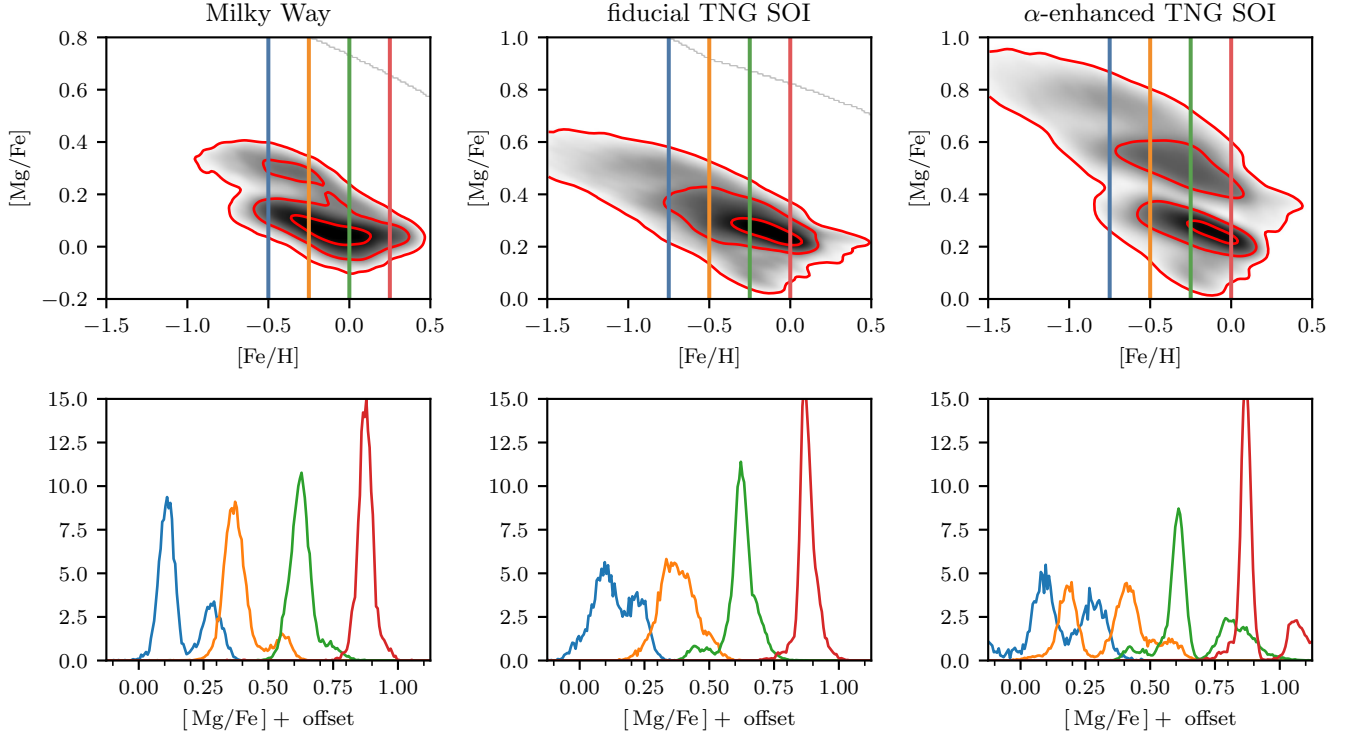 Milky Way
fiducial TNG SOI
α-enhanced TNG SOI
0.8
0.6
0.4
0.2
0.0
−0.2
[Mg/Fe]
−1.5 −1.0 −0.5 0.0 0.5
[Fe/H]
1.0
0.8
0.6
0.4
0.2
0.0
[Mg/Fe]
−1.5 −1.0 −0.5 0.0 0.5
[Fe/H]
1.0
0.8
0.6
0.4
0.2
0.0
[Mg/Fe]
−1.5 −1.0 −0.5 0.0 0.5
[Fe/H]
15.0
12.5
10.0
7.5
5.0
2.5
0.0
0.00 0.25 0.50 0.75 1.00
[Mg/Fe] + offset
15.0
12.5
10.0
7.5
5.0
2.5
0.0
0.00 0.25 0.50 0.75 1.00
[Mg/Fe] + offset
15.0
12.5
10.0
7.5
5.0
2.5
0.0
0.00 0.25 0.50 0.75 1.00
[Mg/Fe] + offset